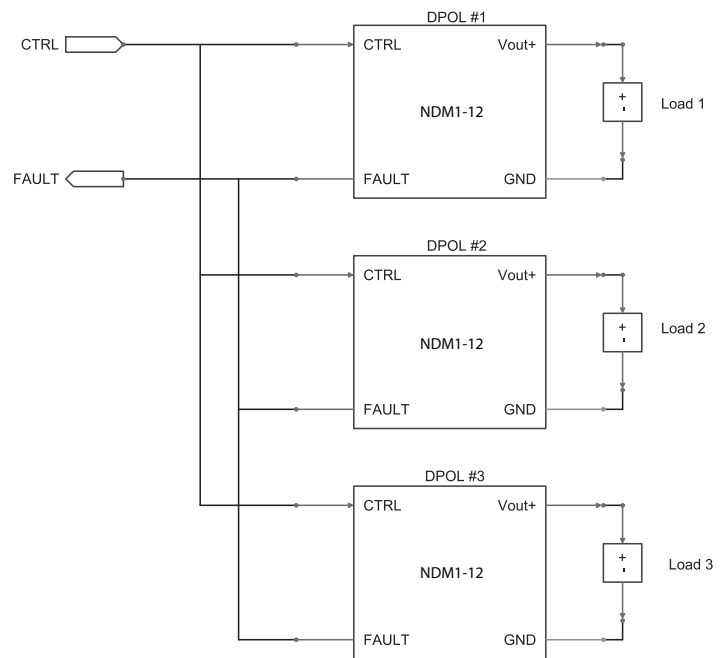 DPOL #1
CTRL
CTRL
Vout+
+
-
Load 1
NDM1-12
FAULT
FAULT
GND
DPOL #2
CTRL
Vout+
+
-
Load 2
NDM1-12
FAULT
GND
DPOL #3
CTRL
Vout+
+
-
Load 3
NDM1-12
FAULT
GND